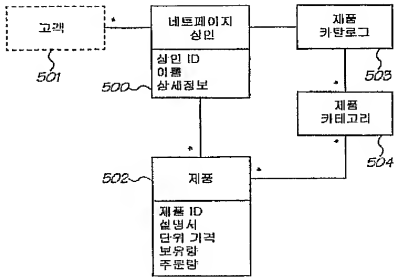 고객
*
네트페이지
상인
제품
카탈로그
501
상인 ID
이름
상세정보
500
503
*
제품
카테고리
504
*
*
*
502
제품
제품 ID
설명서
단위 가격
보유량
주문량